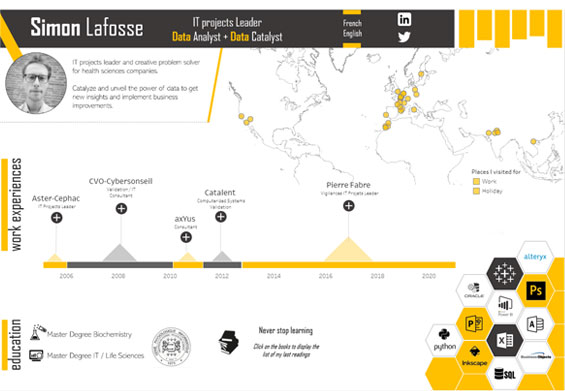 Simon Lafosse
IT projects Leader
Data Analyst + Data Catalyst
French
English
in
IT projects leader and creative problem solver
for health sciences companies.
Catalyze and unveil the power of data to get
new insights and implement business
improvements.
Places I visited for
Work
Holiday
work experiences
Aster-Cephac
IT Projects Leader
CVO-Cybersonseil
Validation / IT
Consultant
axYus
Consultant
Catalent
Computerized Systems
Validation
Pierre Fabre
Vigilances IT Projects Leader
2006
2008
2010
2012
2014
2016
2018
2020
education
Master Degree Biochemistry
Master Degree IT / Life Sciences
Never stop learning
Click on the books to display the
list of my last readings
alteryx
ORACLE
Power BI
Ps
P
A
python
Inkscape
X
BusinessObjects
SQL